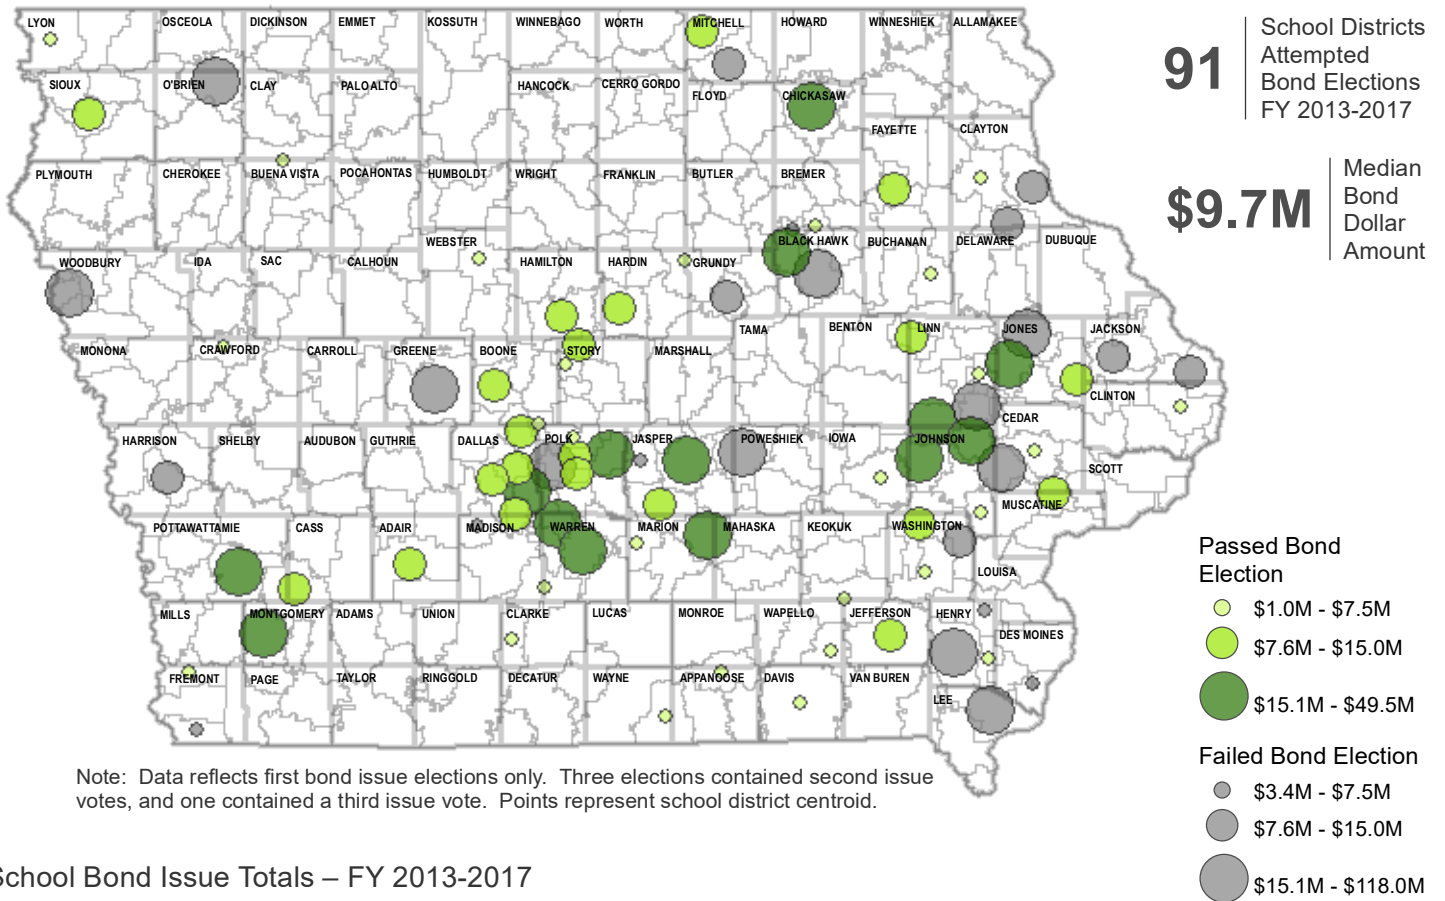 LYON
OSCEOLA
DICKINSON
EMMET
KOSSUTH
WINNEBAGO
WORTH
MITCHELL
HOWARD
WINNESHIEK
ALLAMAKEE
SIOUX
O'BRIEN
CLAY
PALO ALTO
HANCOCK
CERRO GORDO
FLOYD
CHICKASAW
FAYETTE
CLAYTON
PLYMOUTH
CHEROKEE
BUENA VISTA
POCAHONTAS
HUMBOLDT
WRIGHT
FRANKLIN
BUTLER
BREMER
WEBSTER
BLACK HAWK
BUCHANAN
DELAWARE
DUBUQUE
WOODBURY
IDA
SAC
CALHOUN
HAMILTON
HARDIN
GRUNDY
TAMA
BENTON
LINN
JONES
JACKSON
MONONA
CRAWFORD
CARROLL
GREENE
BOONE
STORY
MARSHALL
CLINTON
CEDAR
HARRISON
SHELBY
AUDUBON
GUTHRIE
DALLAS
POLK
JASPER
POWESHIEK
IOWA
JOHNSON
SCOTT
MUSCATINE
POTTAWATTAMIE
CASS
ADAIR
MADISON
WARREN
MARION
MAHASKA
KEOKUK
WASHINGTON
LOUISA
MILLS
MONTGOMERY
ADAMS
UNION
CLARKE
LUCAS
MONROE
WAPELLO
JEFFERSON
HENRY
DES MOINES
FREMONT
PAGE
TAYLOR
RINGGOLD
DECATUR
WAYNE
APPANOOSE
DAVIS
VAN BUREN
LEE
91
School Districts
Attempted
Bond Elections
FY 2013-2017
$9.7M
Median
Bond
Dollar
Amount
Passed Bond
Election
$1.0M - $7.5M
$7.6M - $15.0M
$15.1M - $49.5M
Failed Bond Election
$3.4M - $7.5M
$7.6M - $15.0M
$15.1M - $118.0M
Note: Data reflects first bond issue elections only. Three elections contained second issue
votes, and one contained a third issue vote. Points represent school district centroid.
School Bond Issue Totals – FY 2013-2017